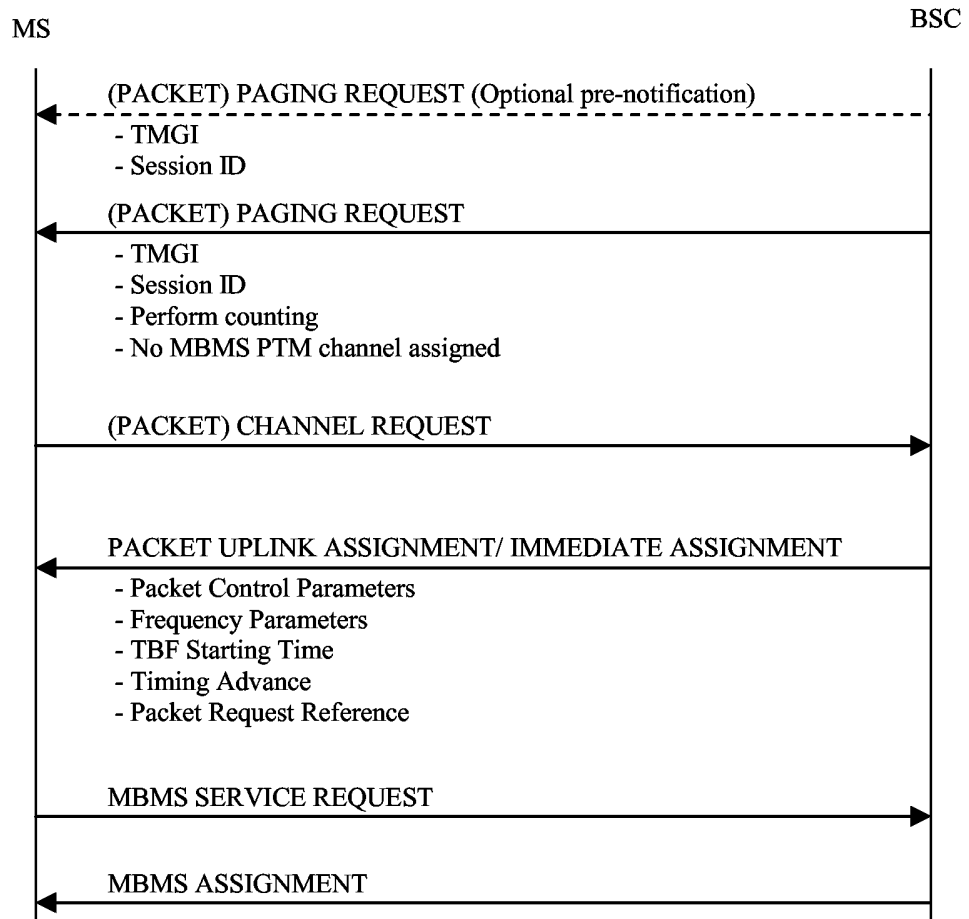 MS
BSC
(PACKET) PAGING REQUEST (Optional pre-notification)
- TMGI
- Session ID
(PACKET) PAGING REQUEST
- TMGI
- Session ID
- Perform counting
- No MBMS PTM channel assigned
(PACKET) CHANNEL REQUEST
PACKET UPLINK ASSIGNMENT/ IMMEDIATE ASSIGNMENT
- Packet Control Parameters
- Frequency Parameters
- TBF Starting Time
- Timing Advance
- Packet Request Reference
MBMS SERVICE REQUEST
MBMS ASSIGNMENT